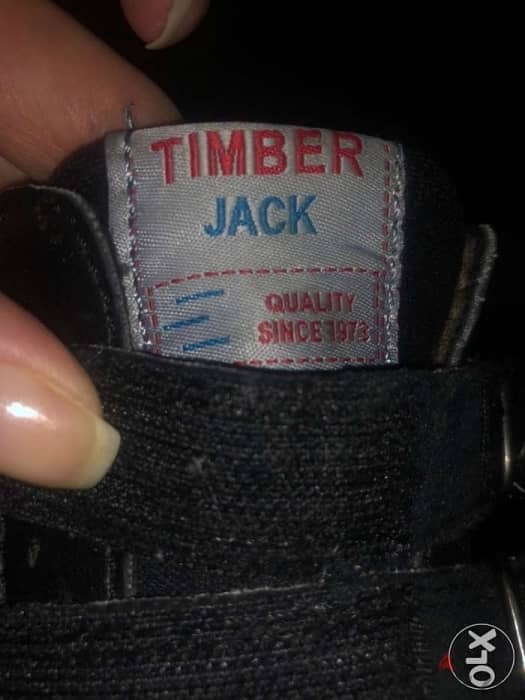 TIMBER
JACK
QUALITY
SINCE 1973
OLX